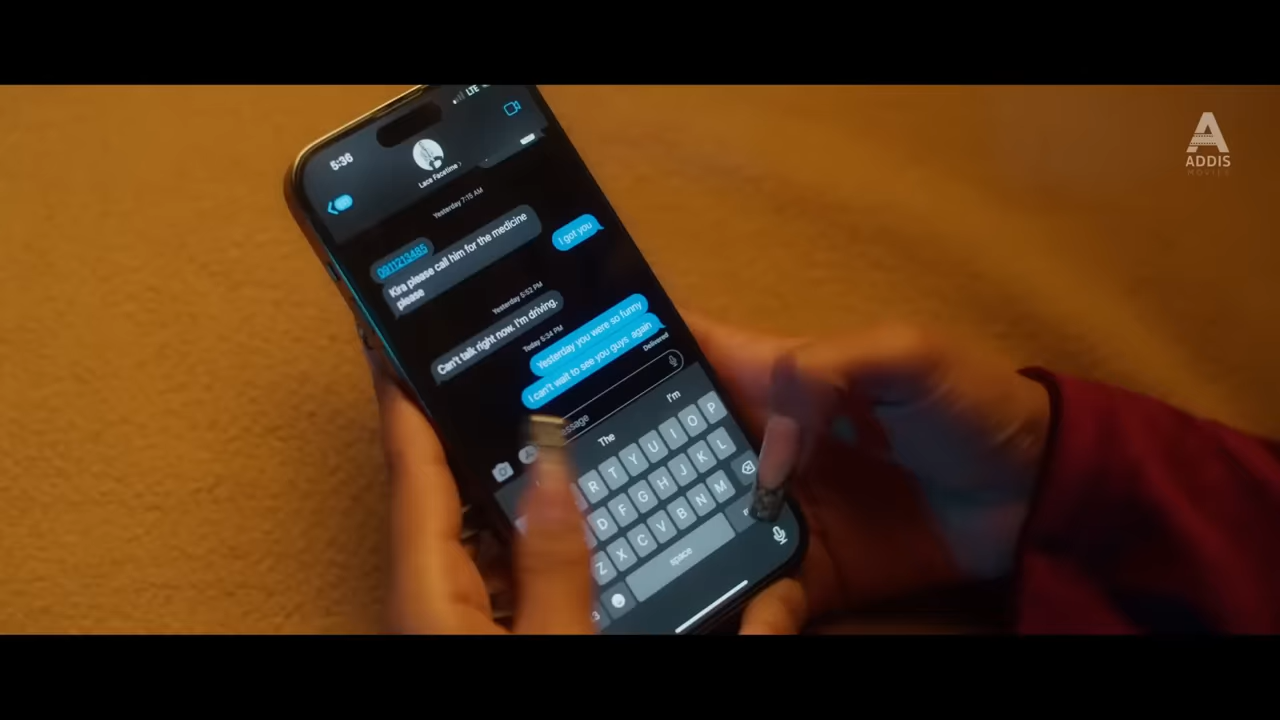 5:36
LTE
Lace Facetime
Yesterday 7:15 AM
0911213485
Kira please call him for the medicine
please
I got you
Yesterday 5:52 PM
Can't talk right now. I'm driving.
Today 5:34 PM
Yesterday you were so funny
I can't wait to see you guys again
Delivered
The
I'm
R T Y U I O P
D F G H J K L
Z X C V B N M
space
A
ADDIS
MOVIES